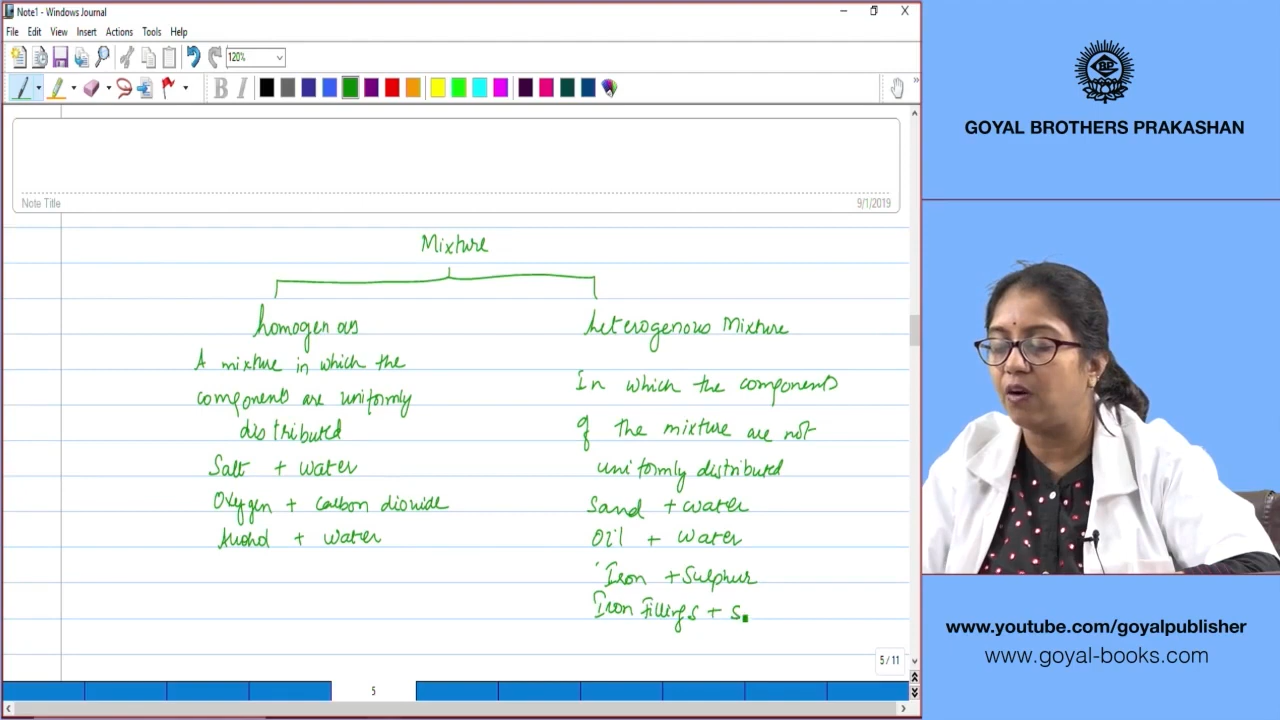 Note1 - Windows Journal
File Edit View Insert Actions Tools Help
120%
B I
Note Title
9/1/2019
Mixture
homogenous
A mixture in which the
components are uniformly
distributed
Salt + water
Oxygen + carbon dioxide
Alcohol + water
heterogenous Mixture
In which the components
of the mixture are not
uniformly distributed
Sand + water
Oil + water
Iron + Sulphur
Iron Fillings + S
5 / 11
5
GOYAL BROTHERS PRAKASHAN
www.youtube.com/goyalpublisher
www.goyal-books.com